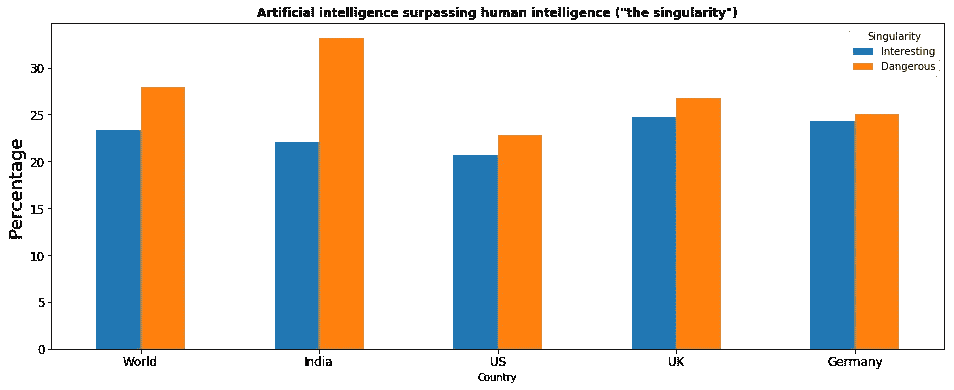 Artificial intelligence surpassing human intelligence ("the singularity")
Singularity
Interesting
Dangerous
Percentage
30
25
20
15
10
5
0
World India US UK Germany
Country